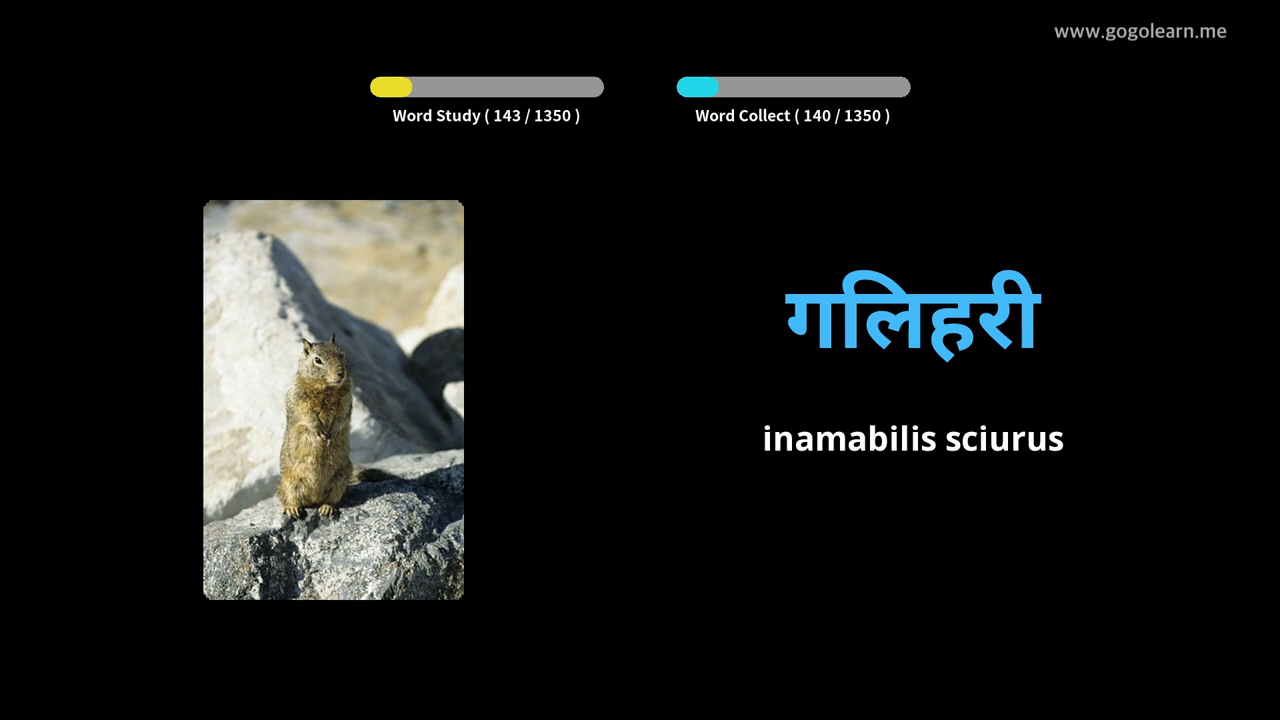 www.gogolearn.me
Word Study ( 143 / 1350 )
Word Collect ( 140 / 1350 )
गलिहरी
inamabilis sciurus